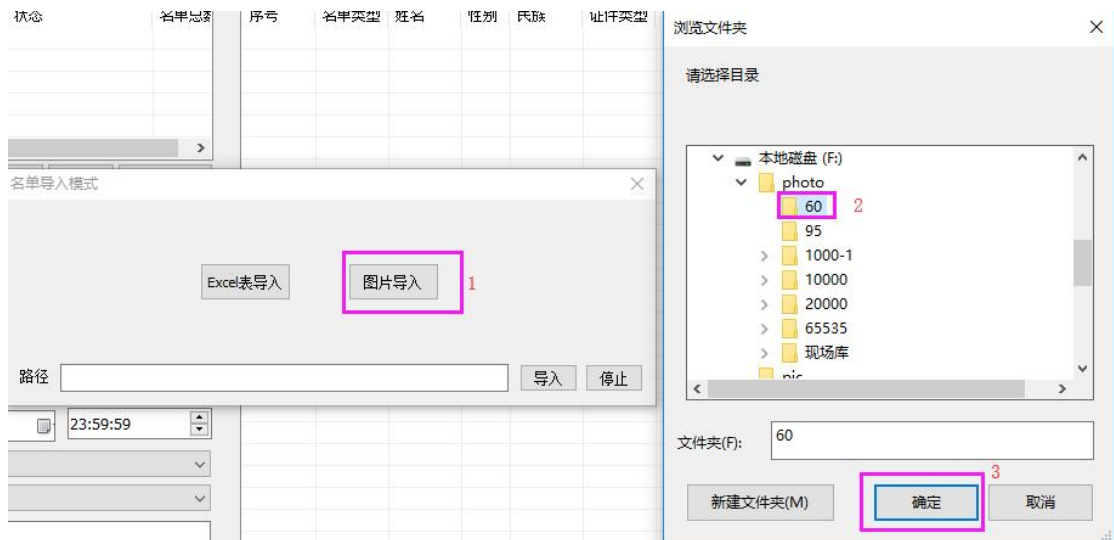 状态 名单总数 序号 名单类型 姓名 性别 民族 证件类型
浏览文件夹
请选择目录
本地磁盘 (F:)
photo
60 2
95
1000-1
10000
20000
65535
现场库
pic
文件夹(F): 60
3
新建文件夹(M) 确定 取消
名单导入模式
Excel表导入 图片导入 1
路径 导入 停止
23:59:59